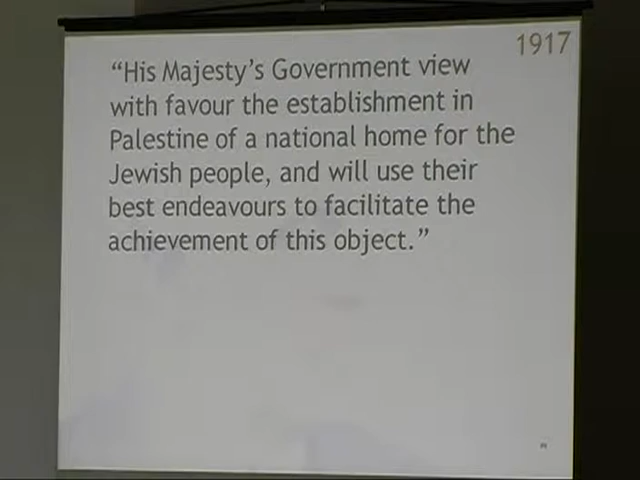 1917
“His Majesty’s Government view
with favour the establishment in
Palestine of a national home for the
Jewish people, and will use their
best endeavours to facilitate the
achievement of this object.”